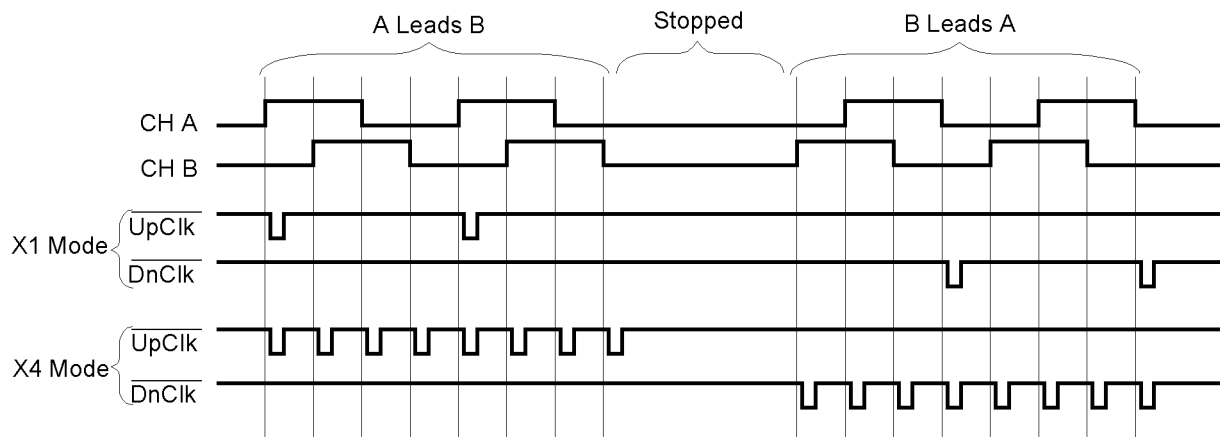 A Leads B
Stopped
B Leads A
CH A
CH B
X1 Mode
UpClk
DnClk
X4 Mode
UpClk
DnClk